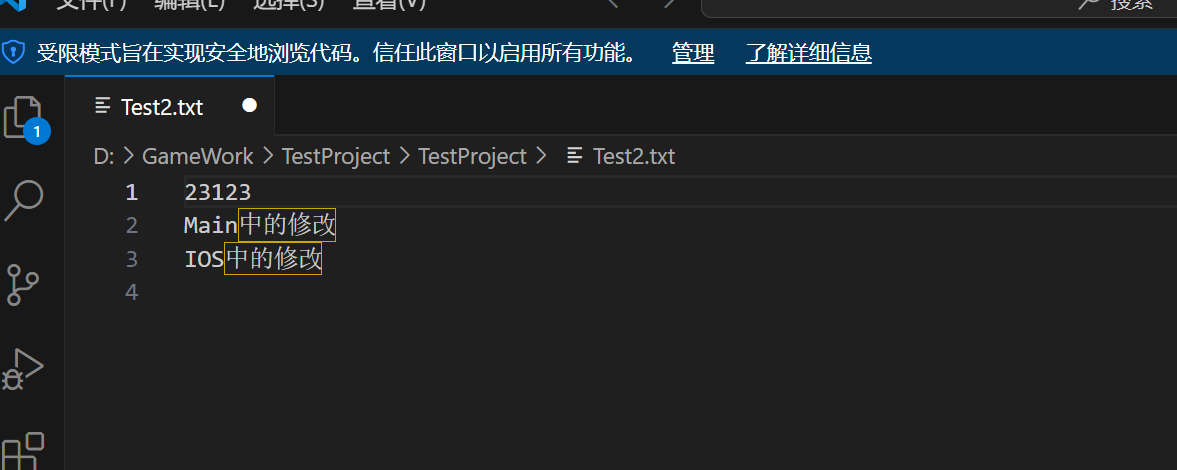 文件(F) 编辑(E) 选择(S) 查看(V) 搜索
受限模式旨在实现安全地浏览代码。信任此窗口以启用所有功能。 管理 了解详细信息
Test2.txt
1
D: > GameWork > TestProject > TestProject > Test2.txt
1 23123
2 Main中的修改
3 IOS中的修改
4